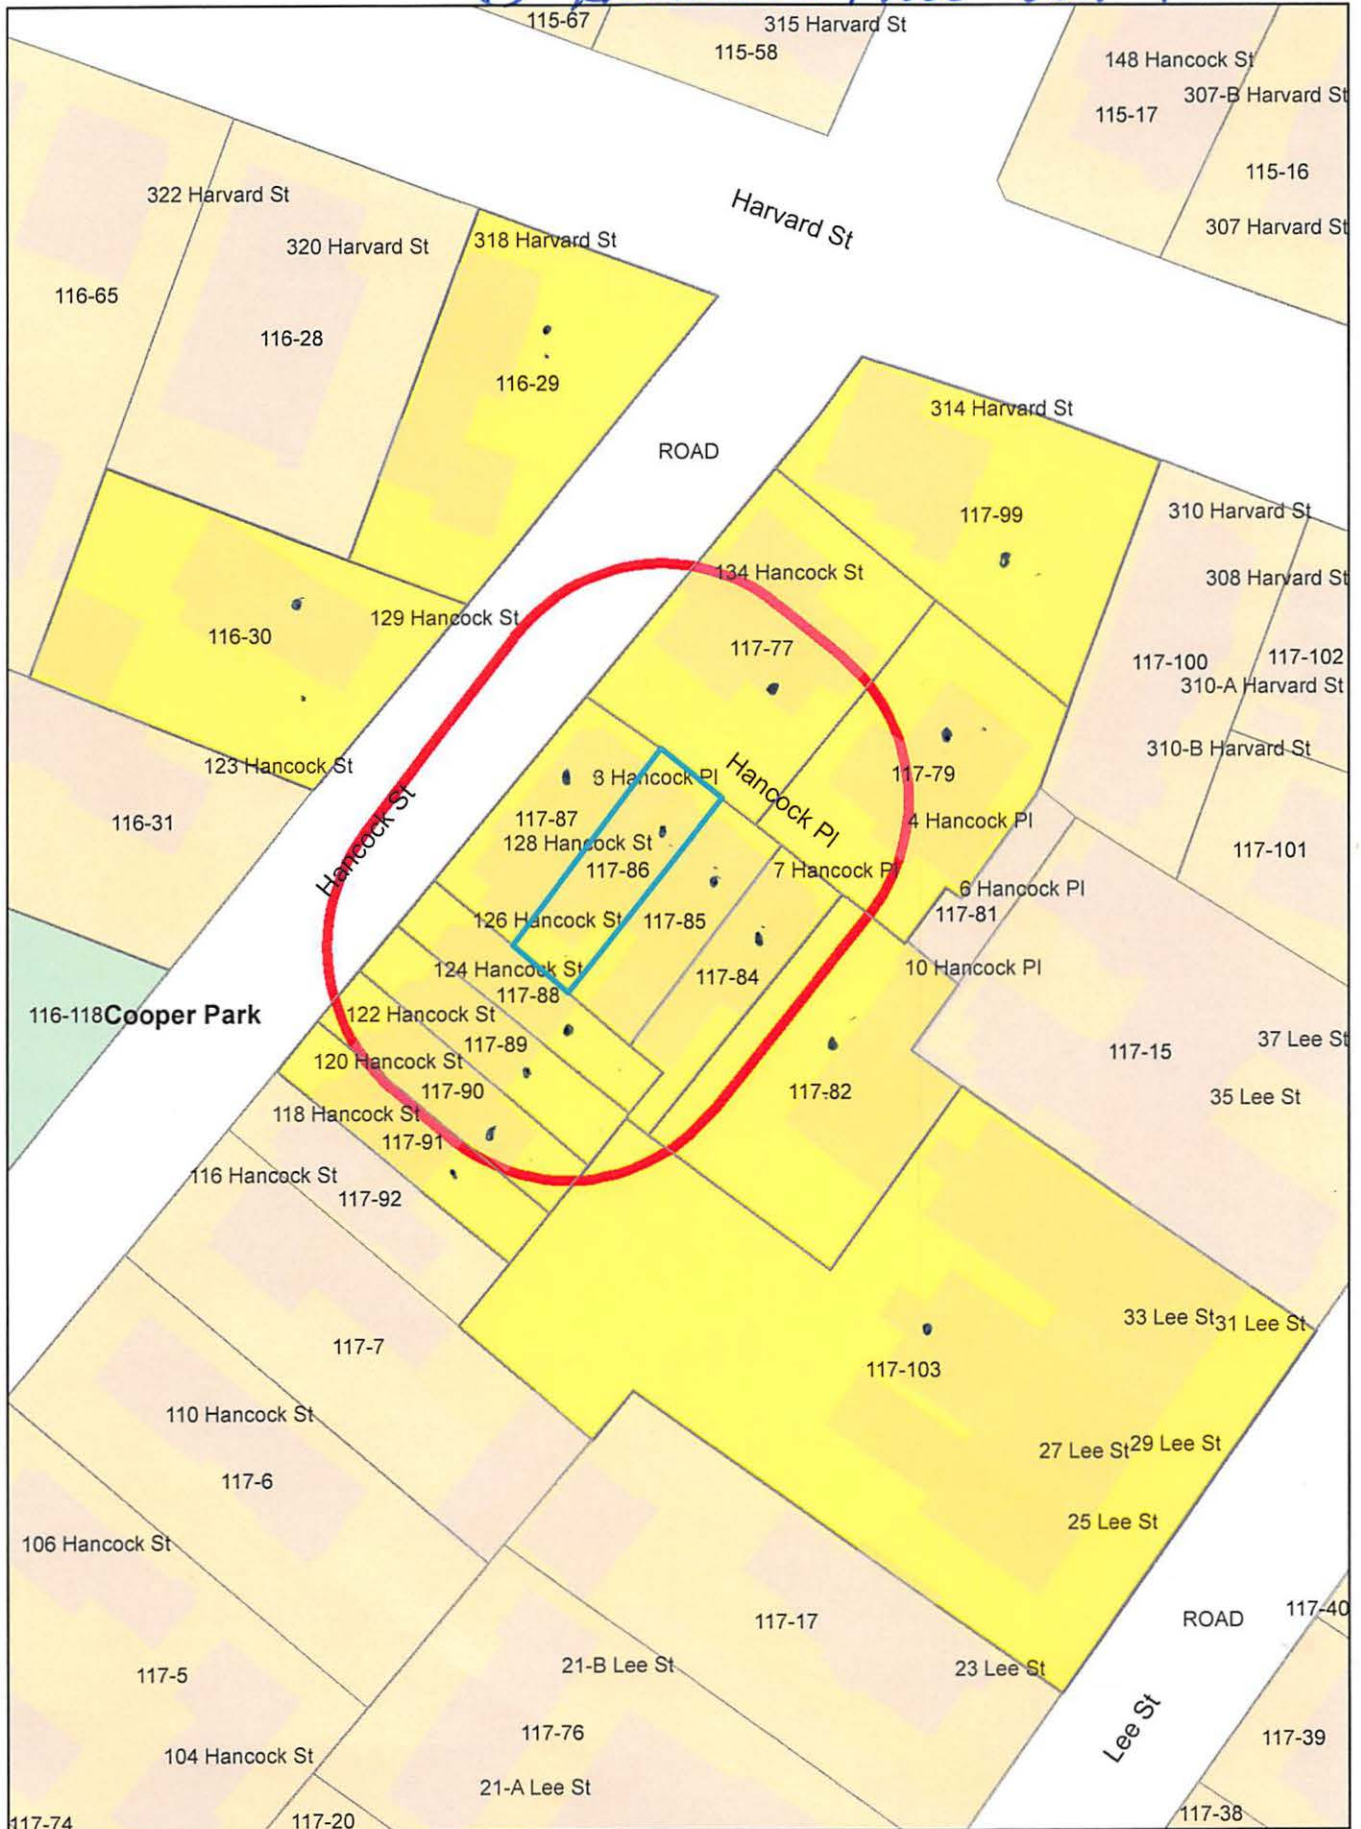 115-67
315 Harvard St
115-58
148 Hancock St
307-B Harvard St
115-17
115-16
307 Harvard St
Harvard St
322 Harvard St
320 Harvard St
318 Harvard St
116-65
116-28
116-29
314 Harvard St
ROAD
117-99
310 Harvard St
308 Harvard St
134 Hancock St
129 Hancock St
116-30
117-77
117-100
117-102
310-A Harvard St
310-B Harvard St
123 Hancock St
Hancock Pl
117-79
116-31
Hancock St
117-87
128 Hancock St
4 Hancock Pl
117-86
7 Hancock Pl
117-101
6 Hancock Pl
117-81
126 Hancock St
117-85
124 Hancock St
117-88
117-84
10 Hancock Pl
116-118
Cooper Park
122 Hancock St
117-89
120 Hancock St
117-90
117-15
37 Lee St
35 Lee St
117-82
118 Hancock St
117-91
116 Hancock St
117-92
33 Lee St
31 Lee St
117-7
117-103
110 Hancock St
27 Lee St
29 Lee St
117-6
25 Lee St
106 Hancock St
117-17
ROAD
117-40
117-5
21-B Lee St
23 Lee St
Lee St
117-76
117-39
104 Hancock St
21-A Lee St
117-74
117-20
117-38